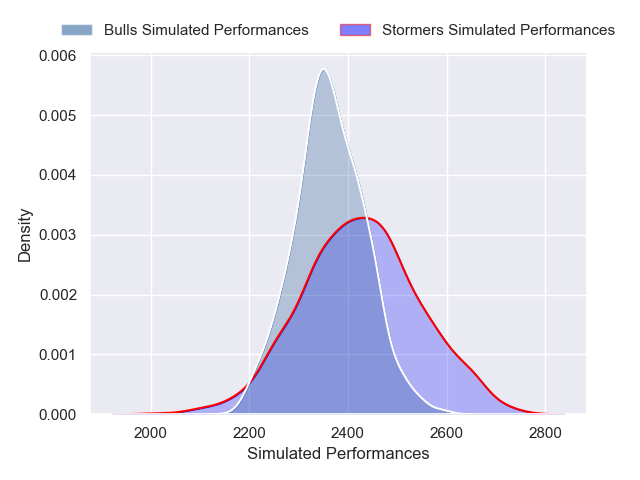 Bulls Simulated Performances Stormers Simulated Performances
0.006
0.005
0.004
0.003
0.002
0.001
0.000
Density
2000 2200 2400 2600 2800
Simulated Performances